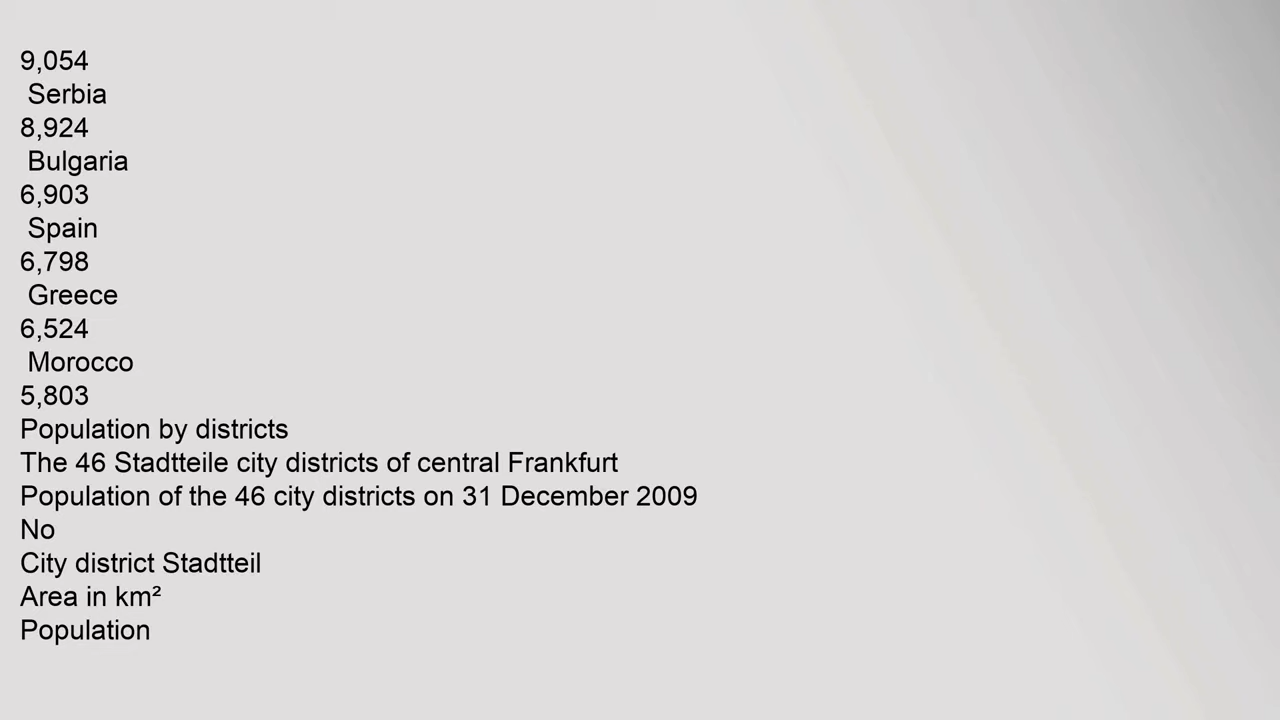 9,054
Serbia
8,924
Bulgaria
6,903
Spain
6,798
Greece
6,524
Morocco
5,803
Population by districts
The 46 Stadtteile city districts of central Frankfurt
Population of the 46 city districts on 31 December 2009
No
City district Stadtteil
Area in km²
Population